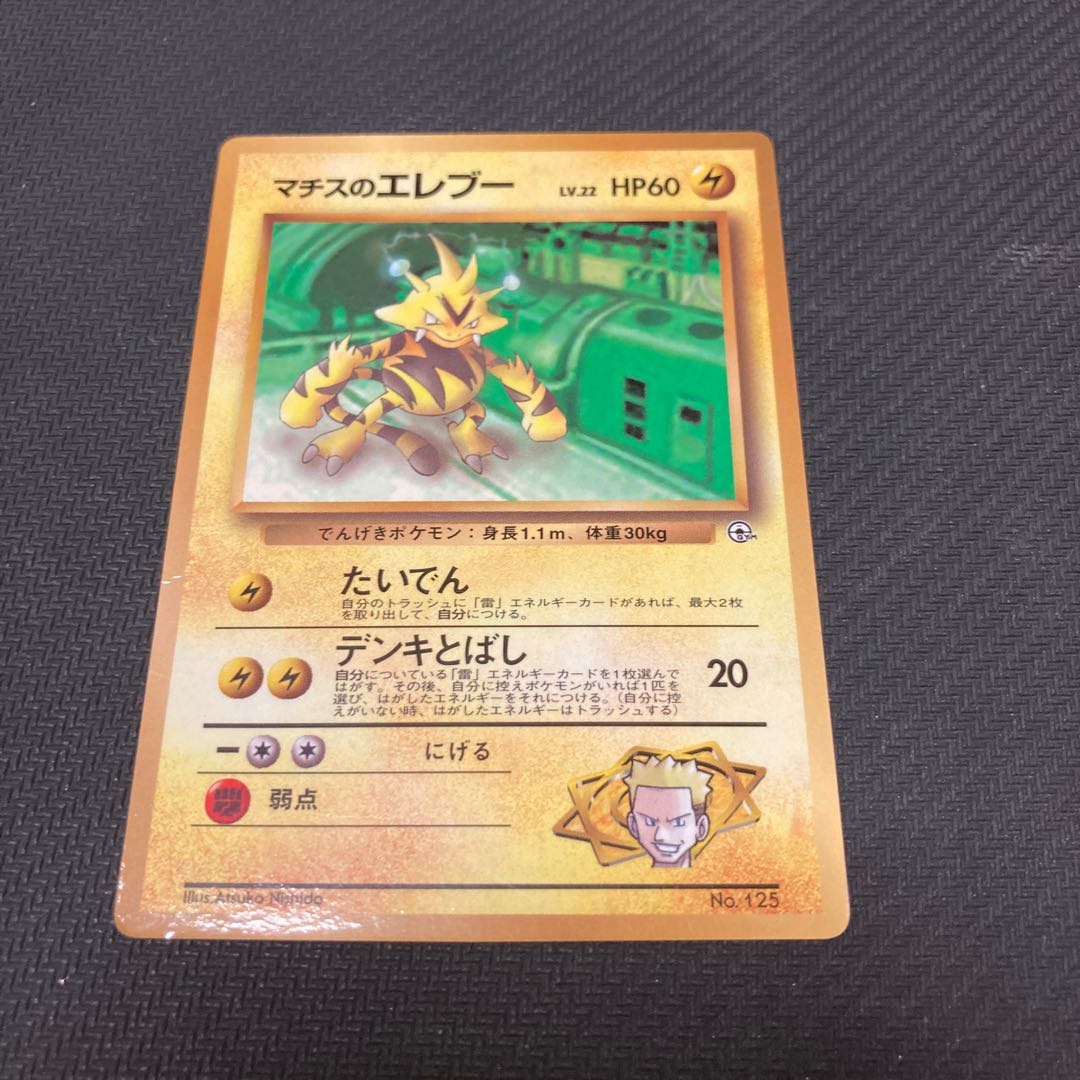 マチスのエレブー LV.22 HP60
でんげきポケモン：身長1.1m、体重30kg
GYM
たいでん
自分のトラッシュに「雷」エネルギーカードがあれば、最大2枚
を取り出して、自分につける。
デンキとばし
自分についている「雷」エネルギーカードを1枚選んで
はがす。その後、自分に控えポケモンがいれば1匹を
選び、はがしたエネルギーをそれにつける。（自分に控
えがいない時、はがしたエネルギーはトラッシュする）
20
にげる
弱点
Illus. Atsuko Nishida
No. 125